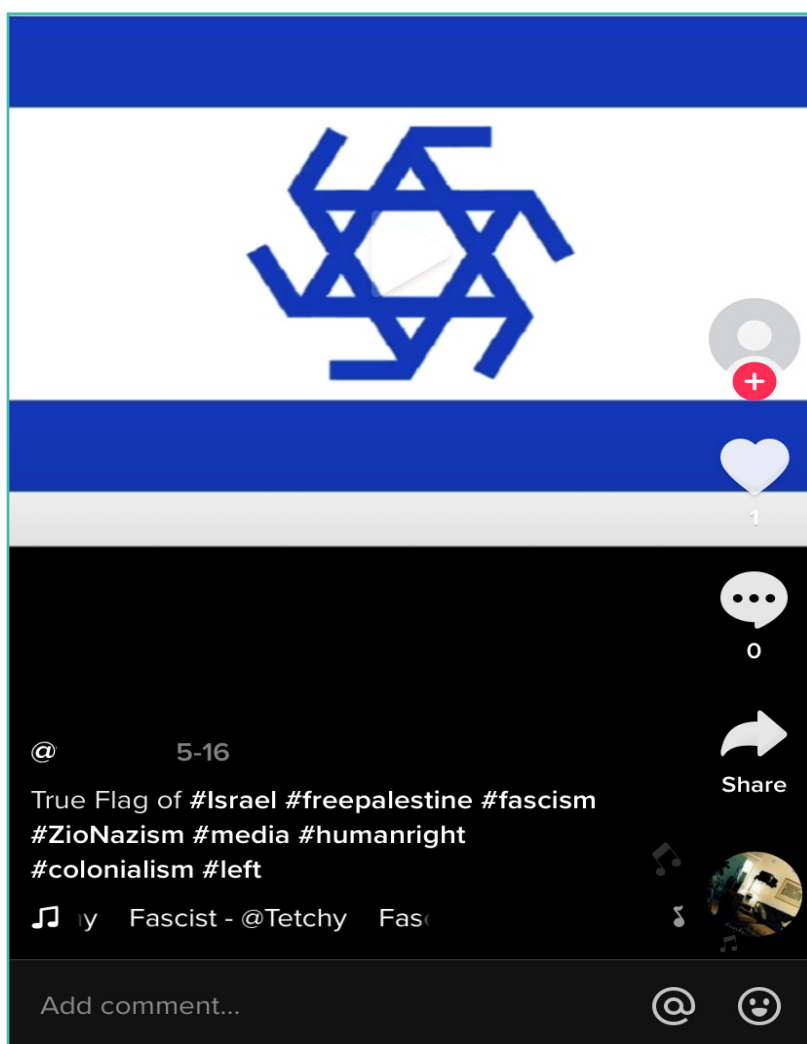 1
0
@ 5-16
Share
True Flag of #Israel #freepalestine #fascism
#ZioNazism #media #humanright
#colonialism #left
Fascist - @Tetchy
Add comment...
@